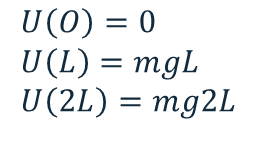 U(O) = 0
U(L) = mgL
U(2L) = mg2L